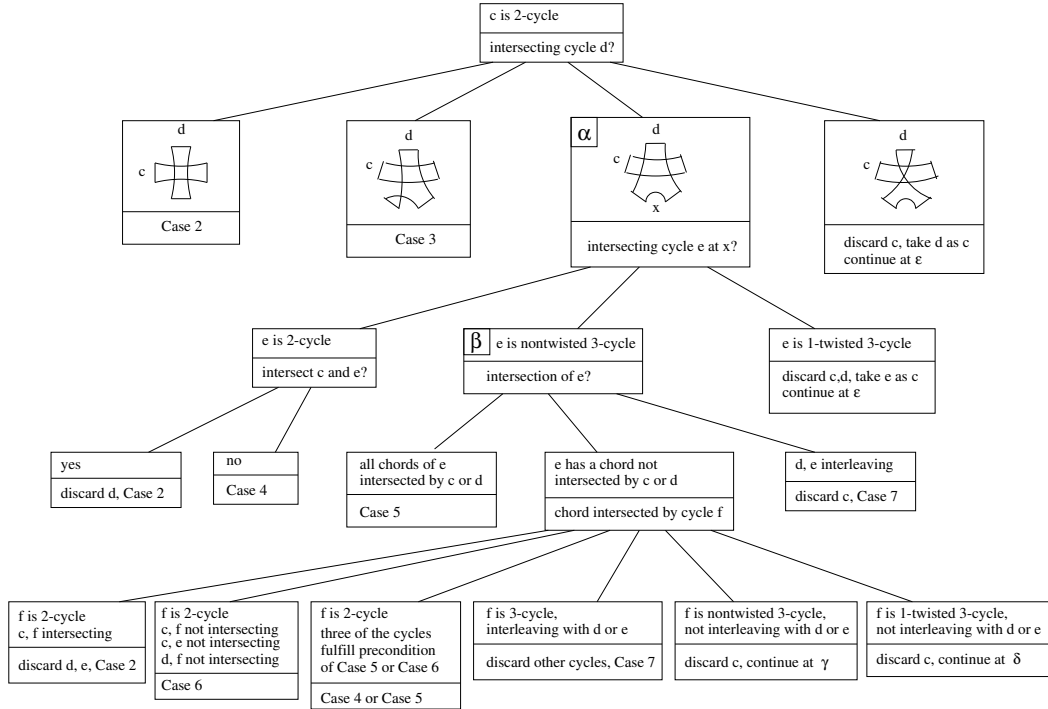 c is 2-cycle
intersecting cycle d?
d
c
Case 2
d
c
Case 3
α
d
c
x
intersecting cycle e at x?
d
c
discard c, take d as c
continue at ε
e is 2-cycle
intersect c and e?
β
e is nontwisted 3-cycle
intersection of e?
e is 1-twisted 3-cycle
discard c,d, take e as c
continue at ε
yes
discard d, Case 2
no
Case 4
all chords of e
intersected by c or d
Case 5
e has a chord not
intersected by c or d
chord intersected by cycle f
d, e interleaving
discard c, Case 7
f is 2-cycle
c, f intersecting
discard d, e, Case 2
f is 2-cycle
c, f not intersecting
c, e not intersecting
d, f not intersecting
Case 6
f is 2-cycle
three of the cycles
fulfill precondition
of Case 5 or Case 6
Case 4 or Case 5
f is 3-cycle,
interleaving with d or e
discard other cycles, Case 7
f is nontwisted 3-cycle,
not interleaving with d or e
discard c, continue at γ
f is 1-twisted 3-cycle,
not interleaving with d or e
discard c, continue at δ